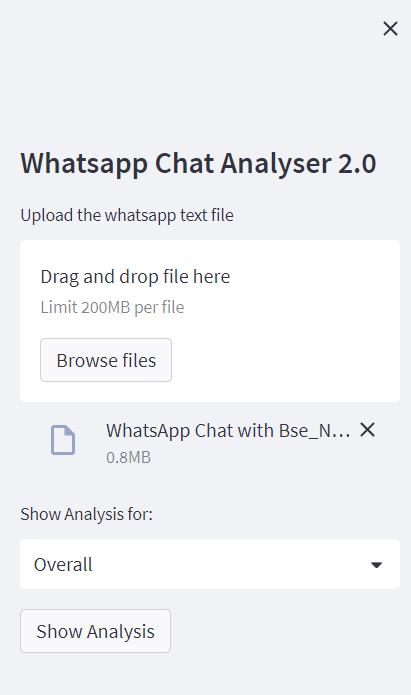 Whatsapp Chat Analyser 2.0
Upload the whatsapp text file
Drag and drop file here
Limit 200MB per file
Browse files
WhatsApp Chat with Bse_N...
0.8MB
Show Analysis for:
Overall
Show Analysis